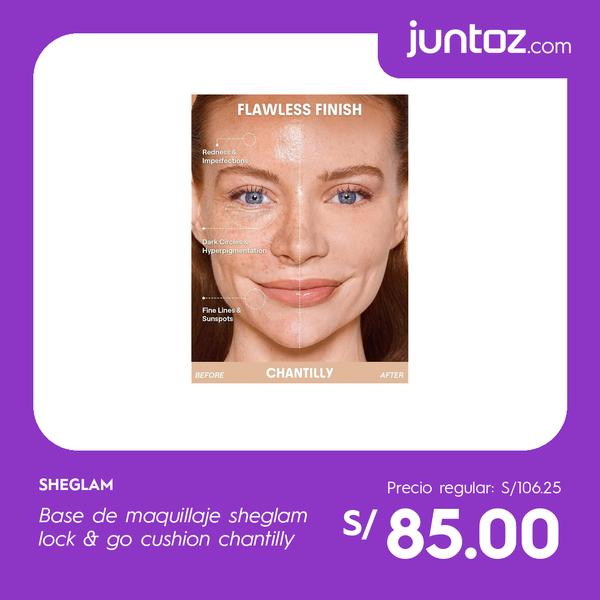 juntoz.com
FLAWLESS FINISH
Redness &
Imperfections
Dark Circles &
Hyperpigmentation
Fine Lines &
Sunspots
BEFORE
CHANTILLY
AFTER
SHEGLAM
Base de maquillaje sheglam
lock & go cushion chantilly
Precio regular: S/106.25
S/ 85.00